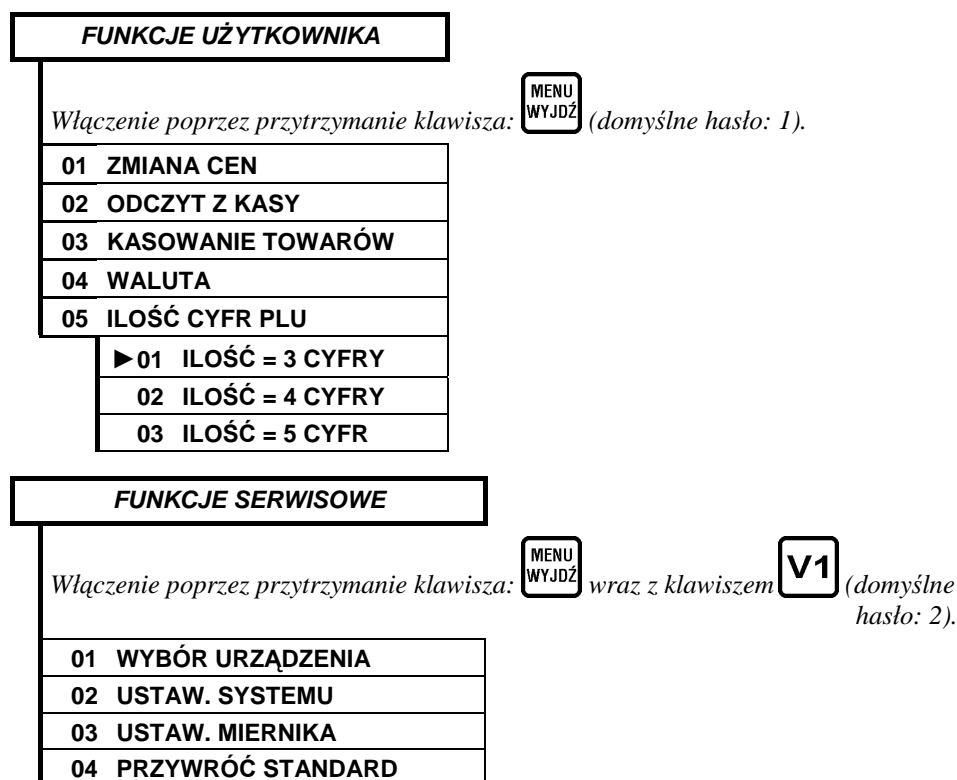 FUNKCJE UŻYTKOWNIKA
Włączenie poprzez przytrzymanie klawisza: MENU WYJDŹ (domyślne hasło: 1).
01 ZMIANA CEN
02 ODCZYT Z KASY
03 KASOWANIE TOWARÓW
04 WALUTA
05 ILOŚĆ CYFR PLU
►01 ILOŚĆ = 3 CYFRY
02 ILOŚĆ = 4 CYFRY
03 ILOŚĆ = 5 CYFR
FUNKCJE SERWISOWE
Włączenie poprzez przytrzymanie klawisza: MENU WYJDŹ wraz z klawiszem V1 (domyślne
hasło: 2).
01 WYBÓR URZĄDZENIA
02 USTAW. SYSTEMU
03 USTAW. MIERNIKA
04 PRZYWRÓĆ STANDARD